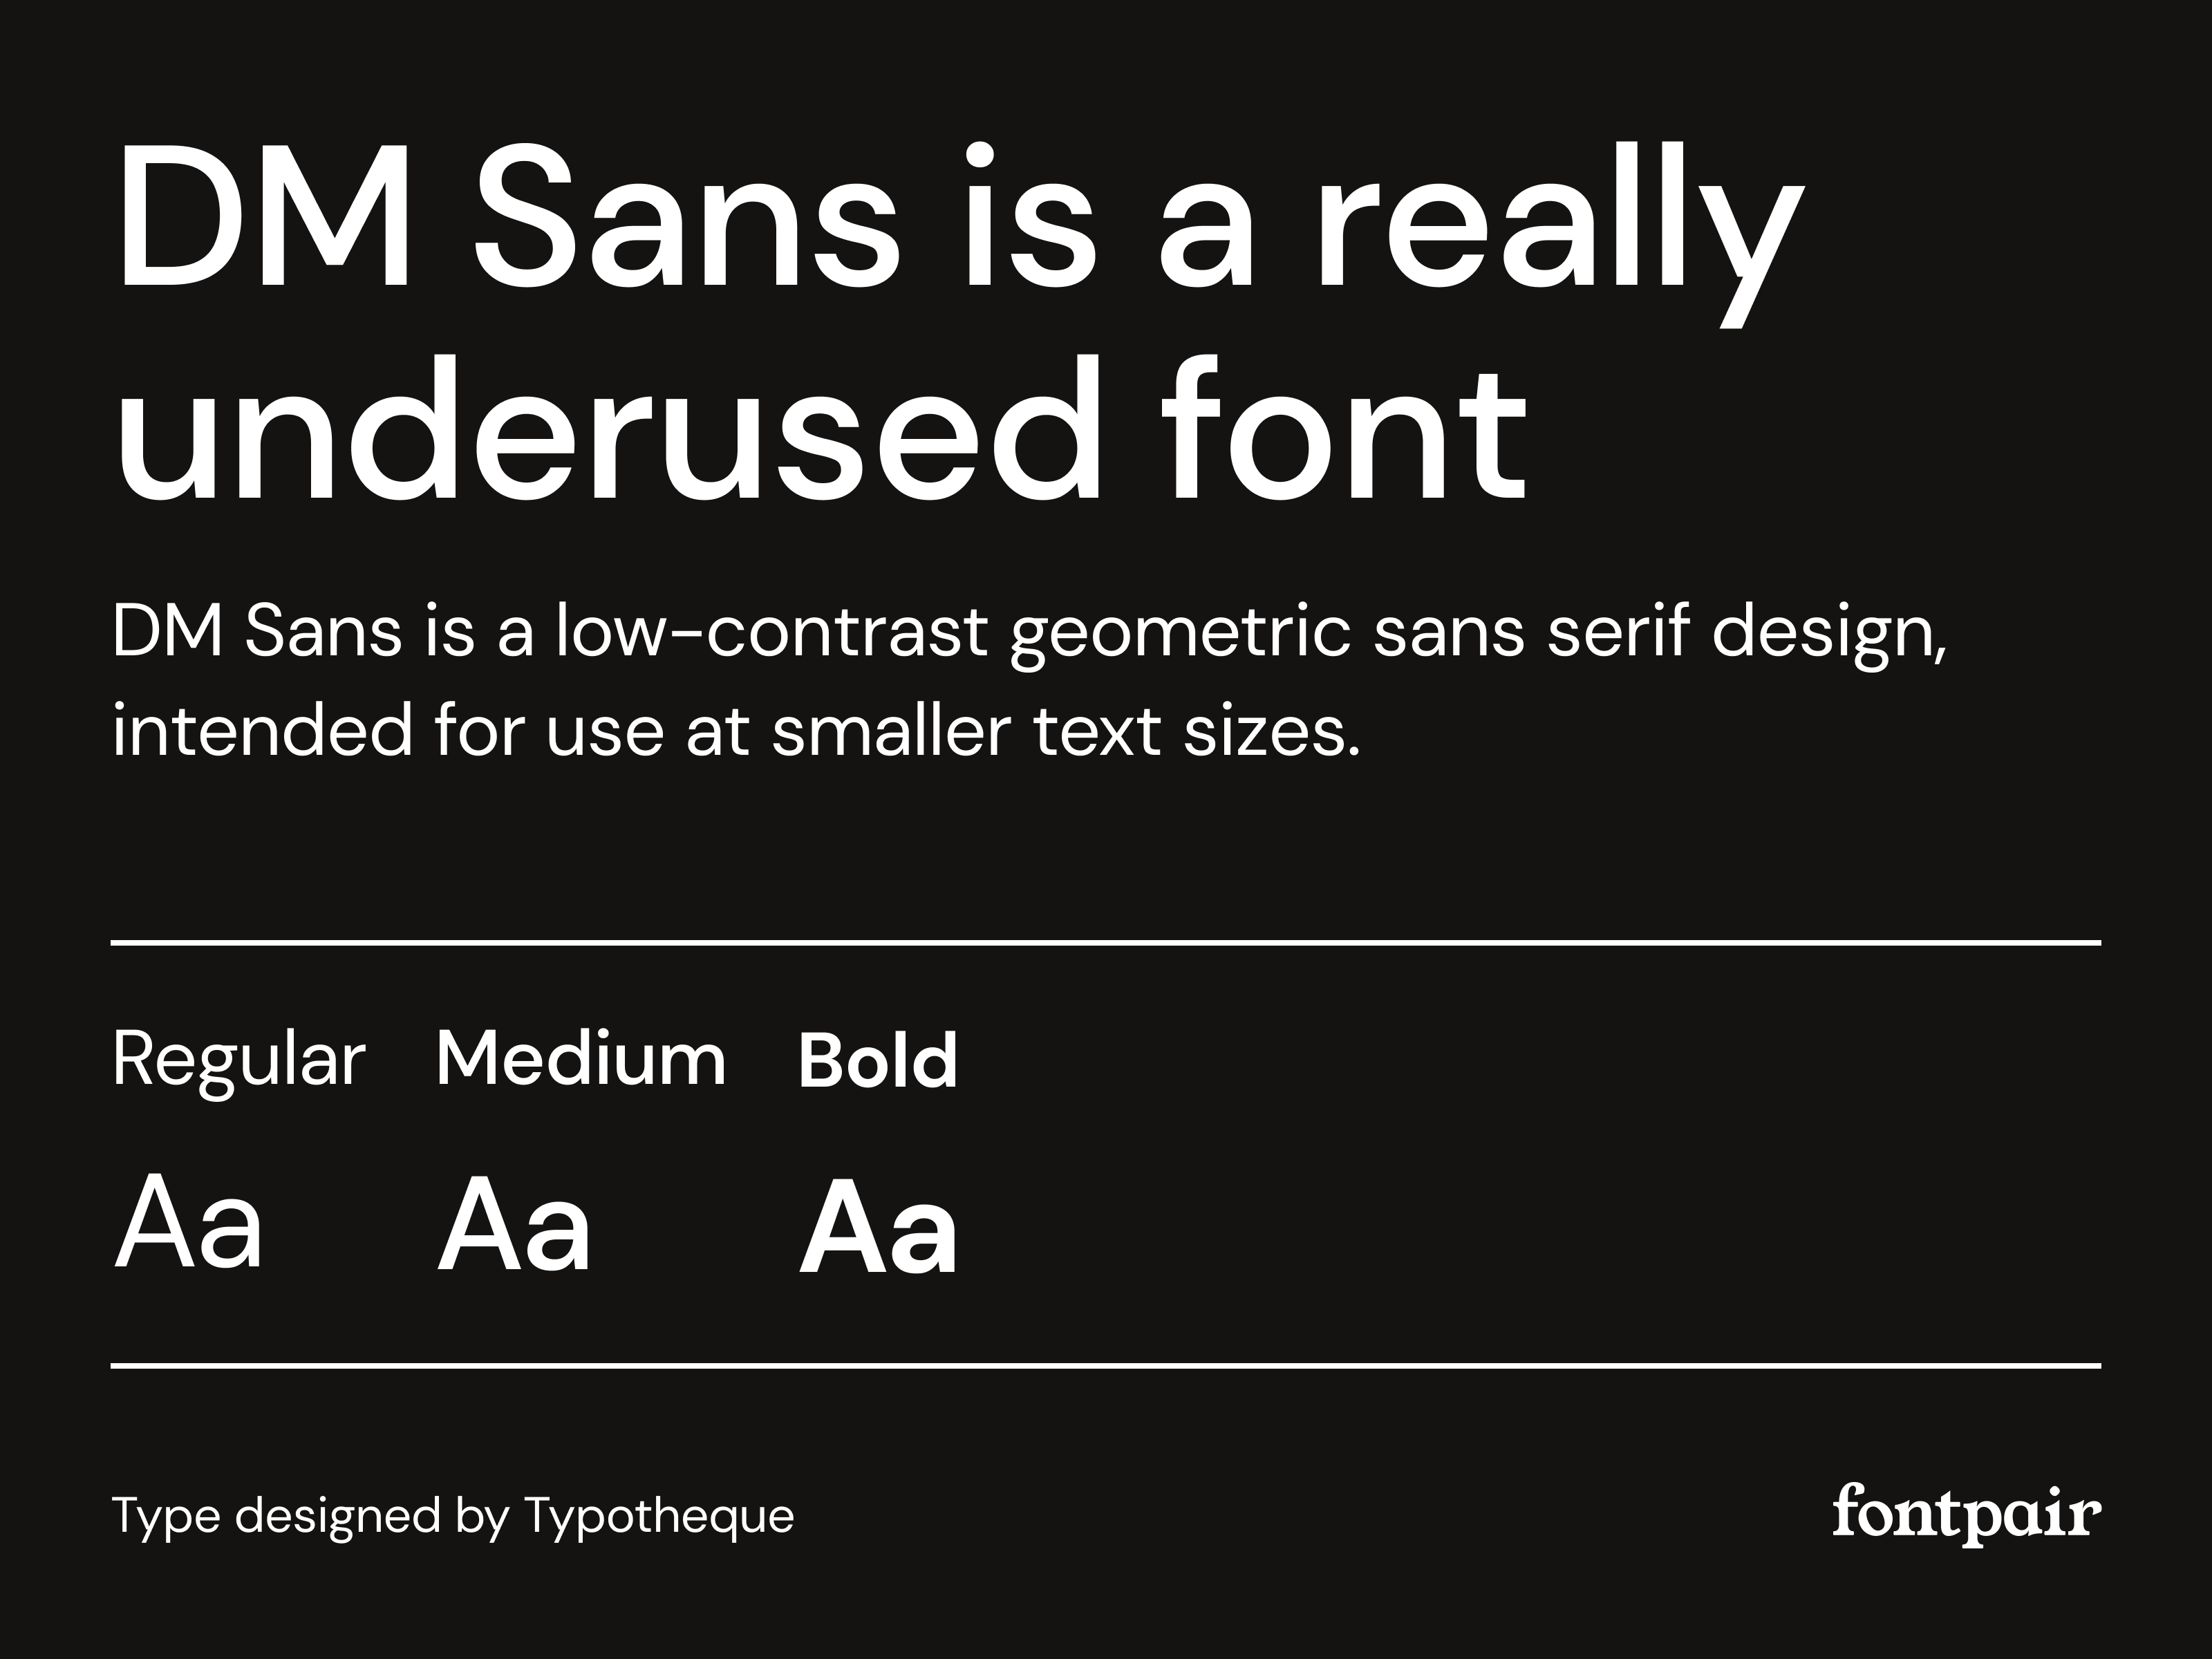 DM Sans is a really
underused font
DM Sans is a low-contrast geometric sans serif design,
intended for use at smaller text sizes.
Regular Medium Bold
Aa Aa Aa
Type designed by Typotheque
fontpair